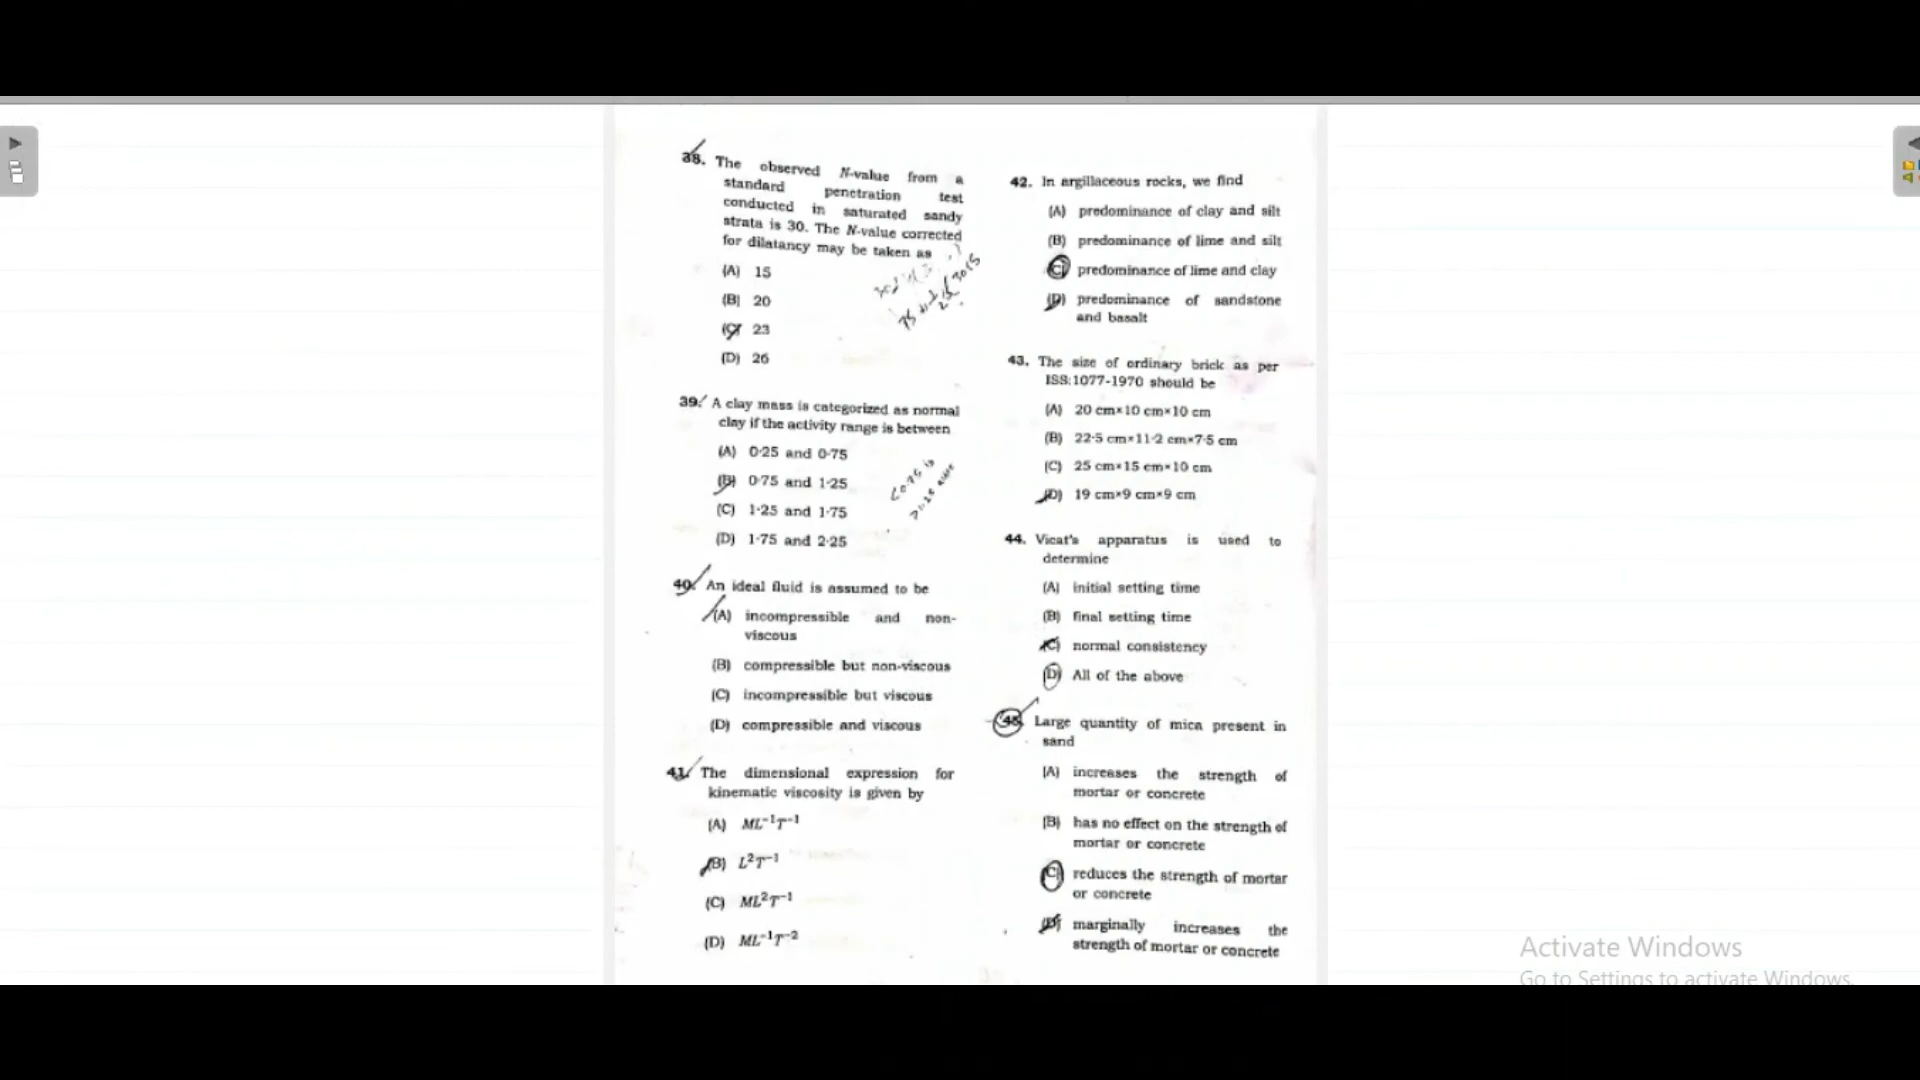 38. The observed N-value from a
standard penetration test
conducted in saturated sandy
strata is 30. The N-value corrected
for dilatancy may be taken as
(A) 15
(B) 20
(C) 23
(D) 26
39. A clay mass is categorized as normal
clay if the activity range is between
(A) 0·25 and 0·75
(B) 0·75 and 1·25
(C) 1·25 and 1·75
(D) 1·75 and 2·25
40. An ideal fluid is assumed to be
(A) incompressible and non-
viscous
(B) compressible but non-viscous
(C) incompressible but viscous
(D) compressible and viscous
41. The dimensional expression for
kinematic viscosity is given by
(A) ML⁻¹T⁻¹
(B) L²T⁻¹
(C) ML²T⁻¹
(D) ML⁻¹T⁻²
42. In argillaceous rocks, we find
(A) predominance of clay and silt
(B) predominance of lime and silt
(C) predominance of lime and clay
(D) predominance of sandstone
and basalt
43. The size of ordinary brick as per
ISS:1077-1970 should be
(A) 20 cm×10 cm×10 cm
(B) 22·5 cm×11·2 cm×7·5 cm
(C) 25 cm×15 cm×10 cm
(D) 19 cm×9 cm×9 cm
44. Vicat's apparatus is used to
determine
(A) initial setting time
(B) final setting time
(C) normal consistency
(D) All of the above
45. Large quantity of mica present in
sand
(A) increases the strength of
mortar or concrete
(B) has no effect on the strength of
mortar or concrete
(C) reduces the strength of mortar
or concrete
(D) marginally increases the
strength of mortar or concrete
Activate Windows
Go to Settings to activate Windows.